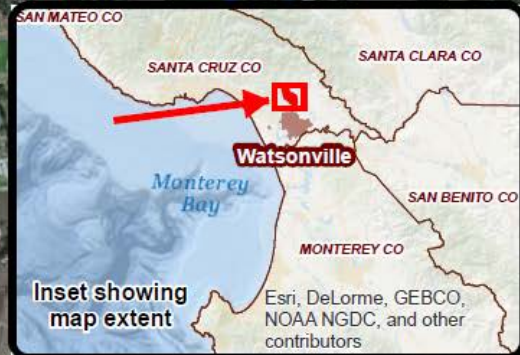 SAN MATEO CO
SANTA CLARA CO
SANTA CRUZ CO
Watsonville
Monterey
Bay
SAN BENITO CO
MONTEREY CO
Inset showing
map extent
Esri, DeLorme, GEBCO,
NOAA NGDC, and other
contributors